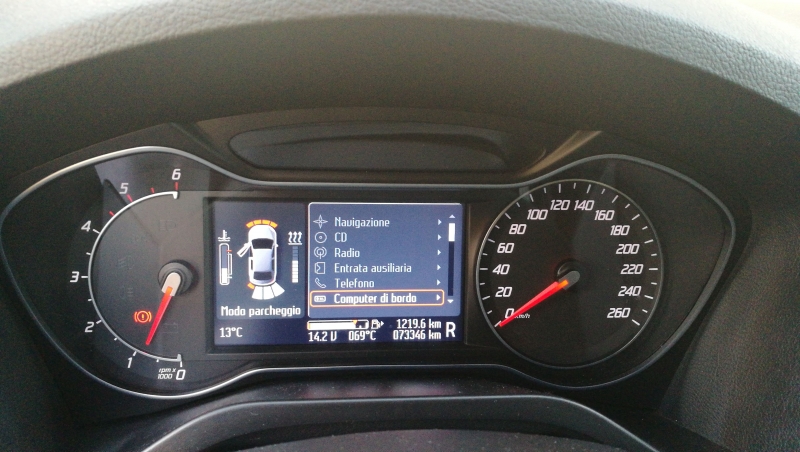 6
5
4
3
2
1
0
rpm x
1000
Modo parcheggio
13°C
Navigazione
CD
Radio
Entrata ausiliaria
Telefono
Computer di bordo
1219.6 km
14.2 V 069°C 073346 km R
0
20
40
60
80
100
120
140
160
180
200
220
240
260
km/h